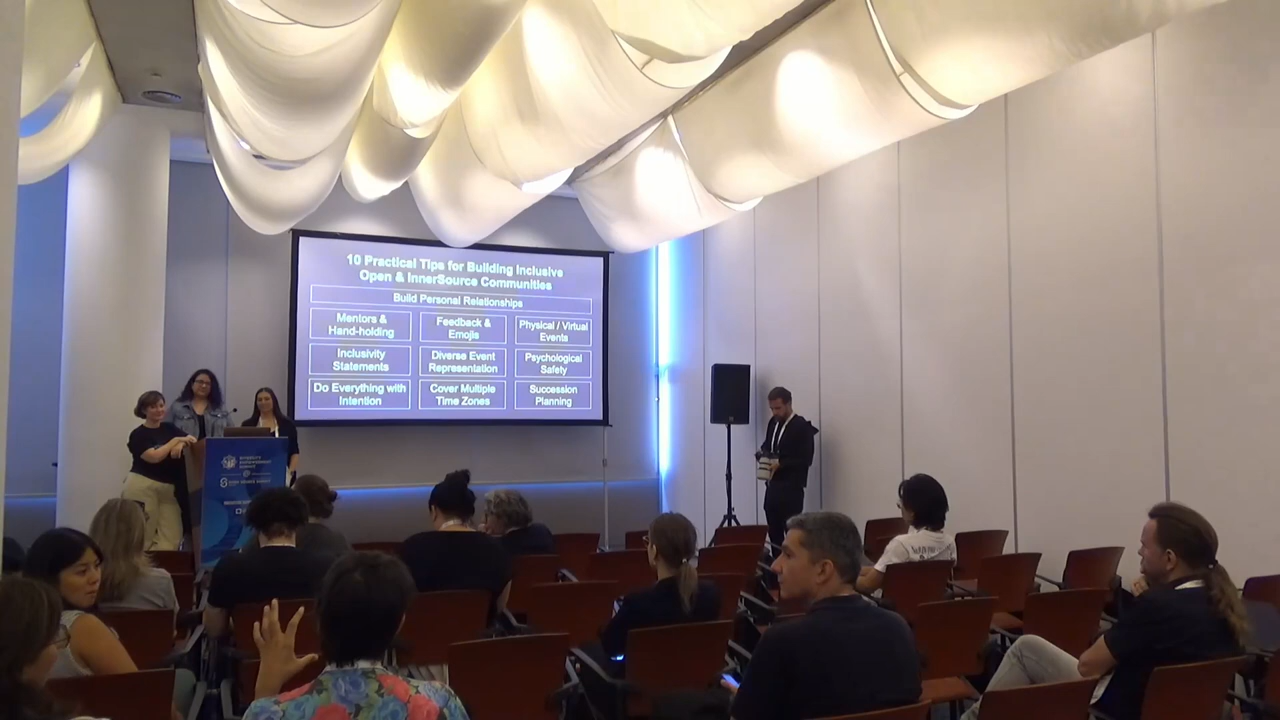 10 Practical Tips for Building Inclusive
Open & InnerSource Communities
Build Personal Relationships
Mentors &
Hand-holding
Feedback &
Emojis
Physical / Virtual
Events
Inclusivity
Statements
Diverse Event
Representation
Psychological
Safety
Do Everything with
Intention
Cover Multiple
Time Zones
Succession
Planning